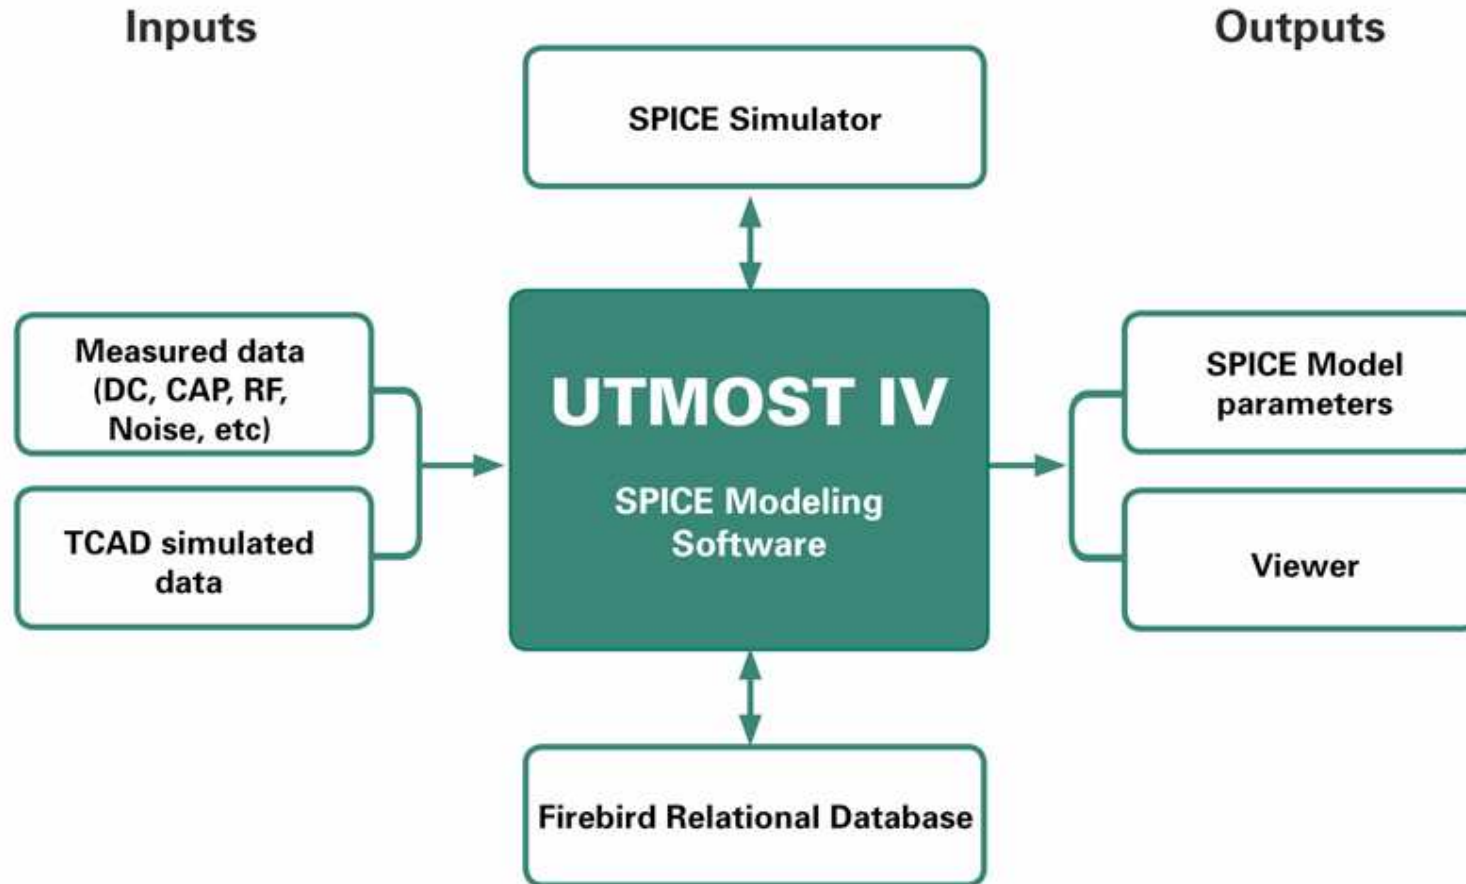 Inputs
Outputs
SPICE Simulator
Measured data
(DC, CAP, RF,
Noise, etc)
TCAD simulated
data
UTMOST IV
SPICE Modeling
Software
SPICE Model
parameters
Viewer
Firebird Relational Database